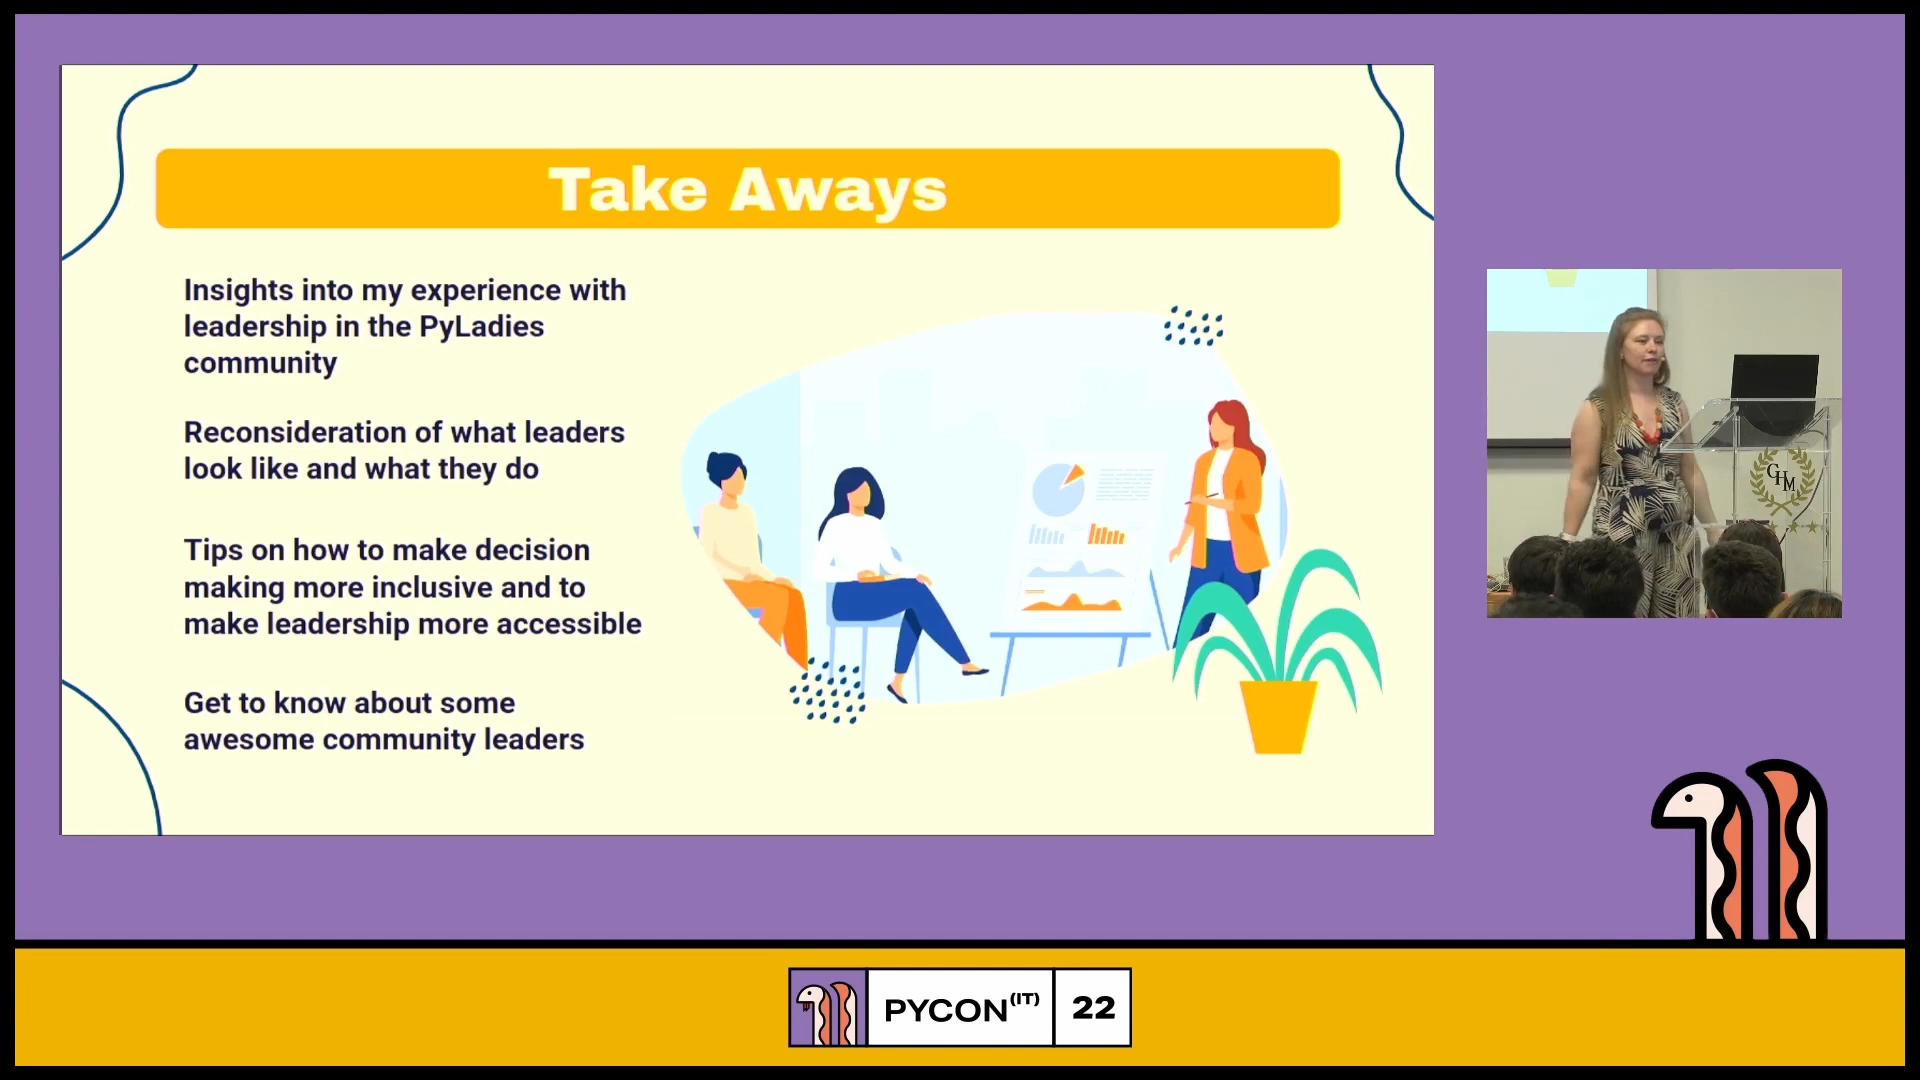 Take Aways
Insights into my experience with
leadership in the PyLadies
community
Reconsideration of what leaders
look like and what they do
Tips on how to make decision
making more inclusive and to
make leadership more accessible
Get to know about some
awesome community leaders
GHM
PYCON(IT) 22